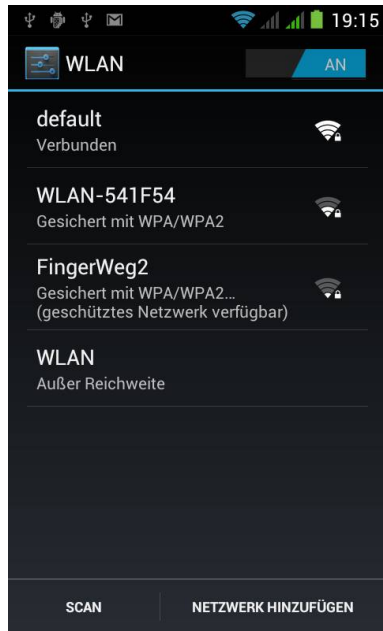 19:15
WLAN
AN
default
Verbunden
WLAN-541F54
Gesichert mit WPA/WPA2
FingerWeg2
Gesichert mit WPA/WPA2...
(geschütztes Netzwerk verfügbar)
WLAN
Außer Reichweite
SCAN
NETZWERK HINZUFÜGEN